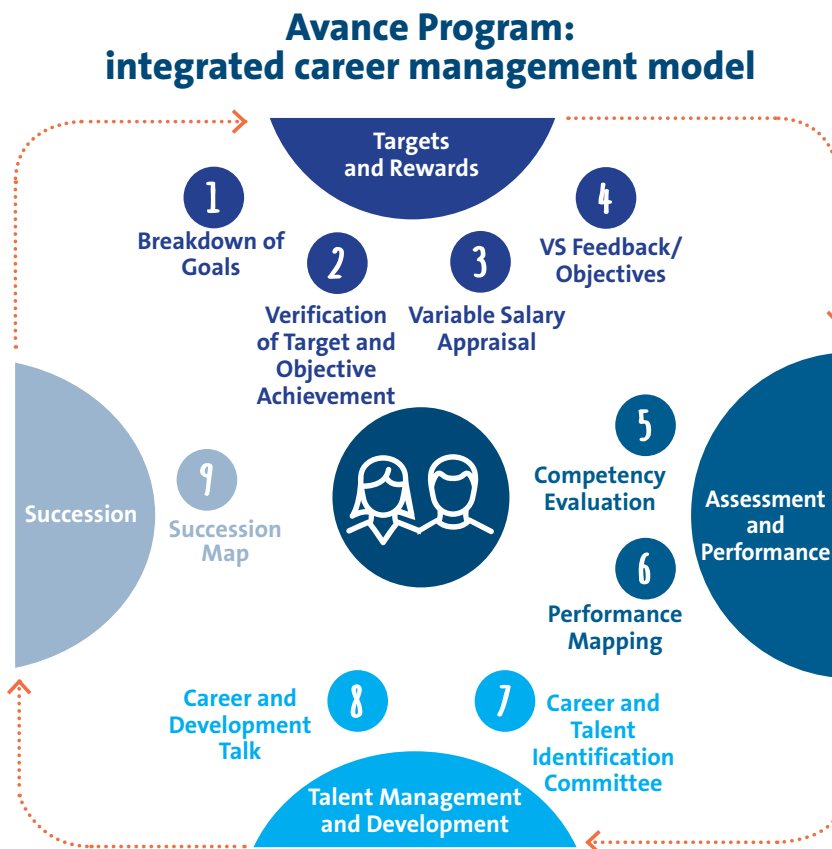 Avance Program:
integrated career management model
Targets
and Rewards
1
Breakdown of
Goals
2
Verification
of Target and
Objective
Achievement
3
Variable Salary
Appraisal
4
VS Feedback/
Objectives
5
Competency
Evaluation
6
Performance
Mapping
Assessment
and
Performance
7
Career and
Talent
Identification
Committee
8
Career and
Development
Talk
Talent Management
and Development
9
Succession
Map
Succession